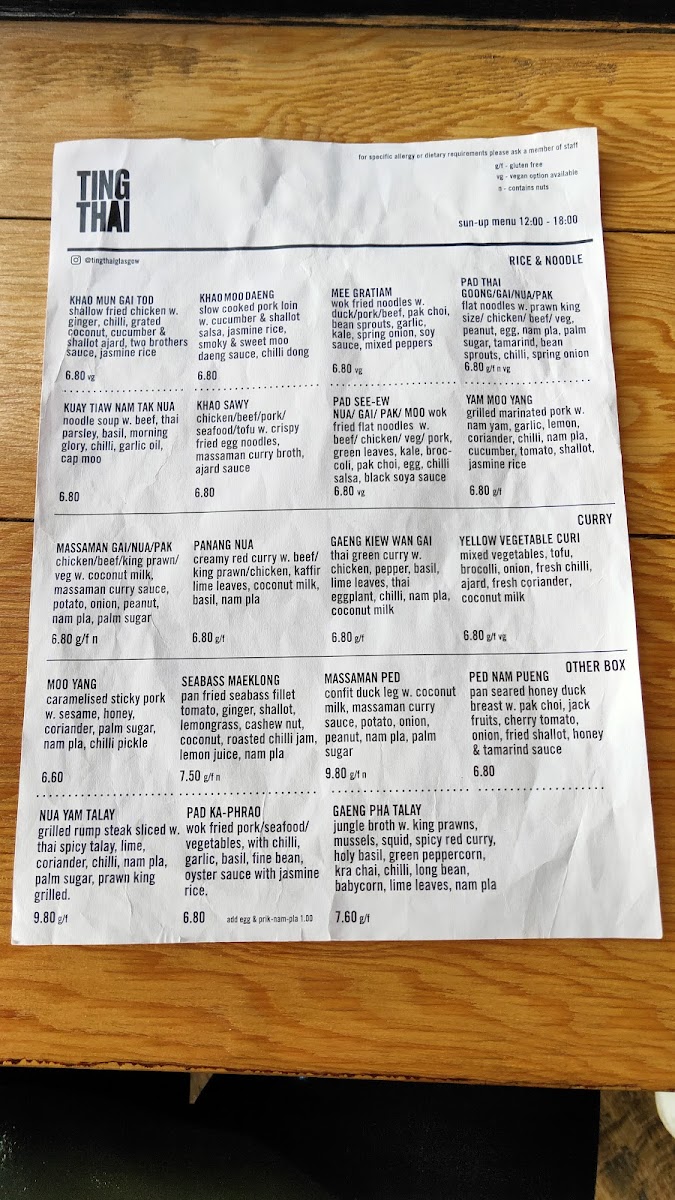 for specific allergy or dietary requirements please ask a member of staff
g/f - gluten free
vg - vegan option available
n - contains nuts
TING
THAI
sun-up menu 12:00 - 18:00
@tingthaiglasgow
RICE & NOODLE
KHAO MUN GAI TOD
shallow fried chicken w.
ginger, chilli, grated
coconut, cucumber &
shallot ajard, two brothers
sauce, jasmine rice
6.80 vg
KHAO MOO DAENG
slow cooked pork loin
w. cucumber & shallot
salsa, jasmine rice,
smoky & sweet moo
daeng sauce, chilli dong
6.80
MEE GRATIAM
wok fried noodles w.
duck/pork/beef, pak choi,
bean sprouts, garlic,
kale, spring onion, soy
sauce, mixed peppers
6.80 vg
PAD THAI
GOONG/GAI/NUA/PAK
flat noodles w. prawn king
size/ chicken/ beef/ veg,
peanut, egg, nam pla, palm
sugar, tamarind, bean
sprouts, chilli, spring onion
6.80 g/f n vg
KUAY TIAW NAM TAK NUA
noodle soup w. beef, thai
parsley, basil, morning
glory, chilli, garlic oil,
cap moo
6.80
KHAO SAWY
chicken/beef/pork/
seafood/tofu w. crispy
fried egg noodles,
massaman curry broth,
ajard sauce
6.80
PAD SEE-EW
NUA/ GAI/ PAK/ MOO wok
fried flat noodles w.
beef/ chicken/ veg/ pork,
green leaves, kale, broc-
coli, pak choi, egg, chilli
salsa, black soya sauce
6.80 vg
YAM MOO YANG
grilled marinated pork w.
nam yam, garlic, lemon,
coriander, chilli, nam pla,
cucumber, tomato, shallot,
jasmine rice
6.80 g/f
CURRY
MASSAMAN GAI/NUA/PAK
chicken/beef/king prawn/
veg w. coconut milk,
massaman curry sauce,
potato, onion, peanut,
nam pla, palm sugar
6.80 g/f n
PANANG NUA
creamy red curry w. beef/
king prawn/chicken, kaffir
lime leaves, coconut milk,
basil, nam pla
6.80 g/f
GAENG KIEW WAN GAI
thai green curry w.
chicken, pepper, basil,
lime leaves, thai
eggplant, chilli, nam pla,
coconut milk
6.80 g/f
YELLOW VEGETABLE CURI
mixed vegetables, tofu,
brocolli, onion, fresh chilli,
ajard, fresh coriander,
coconut milk
6.80 g/f vg
OTHER BOX
MOO YANG
caramelised sticky pork
w. sesame, honey,
coriander, palm sugar,
nam pla, chilli pickle
6.60
SEABASS MAEKLONG
pan fried seabass fillet
tomato, ginger, shallot,
lemongrass, cashew nut,
coconut, roasted chilli jam,
lemon juice, nam pla
7.50 g/f n
MASSAMAN PED
confit duck leg w. coconut
milk, massaman curry
sauce, potato, onion,
peanut, nam pla, palm
sugar
9.80 g/f n
PED NAM PUENG
pan seared honey duck
breast w. pak choi, jack
fruits, cherry tomato,
onion, fried shallot, honey
& tamarind sauce
6.80
NUA YAM TALAY
grilled rump steak sliced w.
thai spicy talay, lime,
coriander, chilli, nam pla,
palm sugar, prawn king
grilled.
9.80 g/f
PAD KA-PHRAO
wok fried pork/seafood/
vegetables, with chilli,
garlic, basil, fine bean,
oyster sauce with jasmine
rice,
6.80 add egg & prik-nam-pla 1.00
GAENG PHA TALAY
jungle broth w. king prawns,
mussels, squid, spicy red curry,
holy basil, green peppercorn,
kra chai, chilli, long bean,
babycorn, lime leaves, nam pla
7.60 g/f